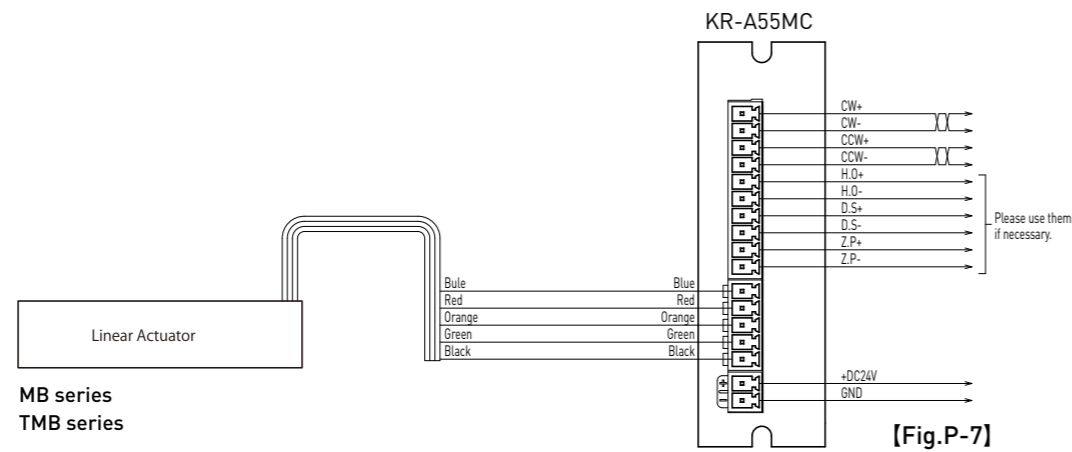 KR-A55MC
CW+
CW-
CCW+
CCW-
H.O+
H.O-
D.S+
D.S-
Z.P+
Z.P-
Please use them
if necessary.
Bule Blue
Red Red
Orange Orange
Green Green
Black Black
Linear Actuator
MB series
TMB series
+
+DC24V
−
GND
【Fig.P-7】